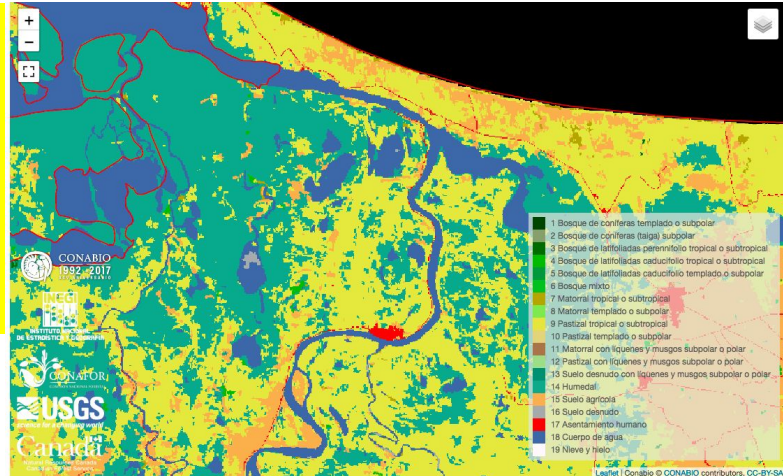 +
−
CONABIO
1992 2017
INEGI
INSTITUTO NACIONAL
DE ESTADÍSTICA Y GEOGRAFÍA
CONAFOR
USGS
science for a changing world
Canada
1 Bosque de coníferas templado o subpolar
2 Bosque de coníferas (taiga) subpolar
3 Bosque de latifoliadas perennifolio tropical o subtropical
4 Bosque de latifoliadas caducifolio tropical o subtropical
5 Bosque de latifoliadas caducifolio templado o subpolar
6 Bosque mixto
7 Matorral tropical o subtropical
8 Matorral templado o subpolar
9 Pastizal tropical o subtropical
10 Pastizal templado o subpolar
11 Matorral con líquenes y musgos subpolar o polar
12 Pastizal con líquenes y musgos subpolar o polar
13 Suelo desnudo con líquenes y musgos subpolar o polar
14 Humedal
15 Suelo agrícola
16 Suelo desnudo
17 Asentamiento humano
18 Cuerpo de agua
19 Nieve y hielo
Leaflet | Conabio © CONABIO contributors, CC-BY-SA